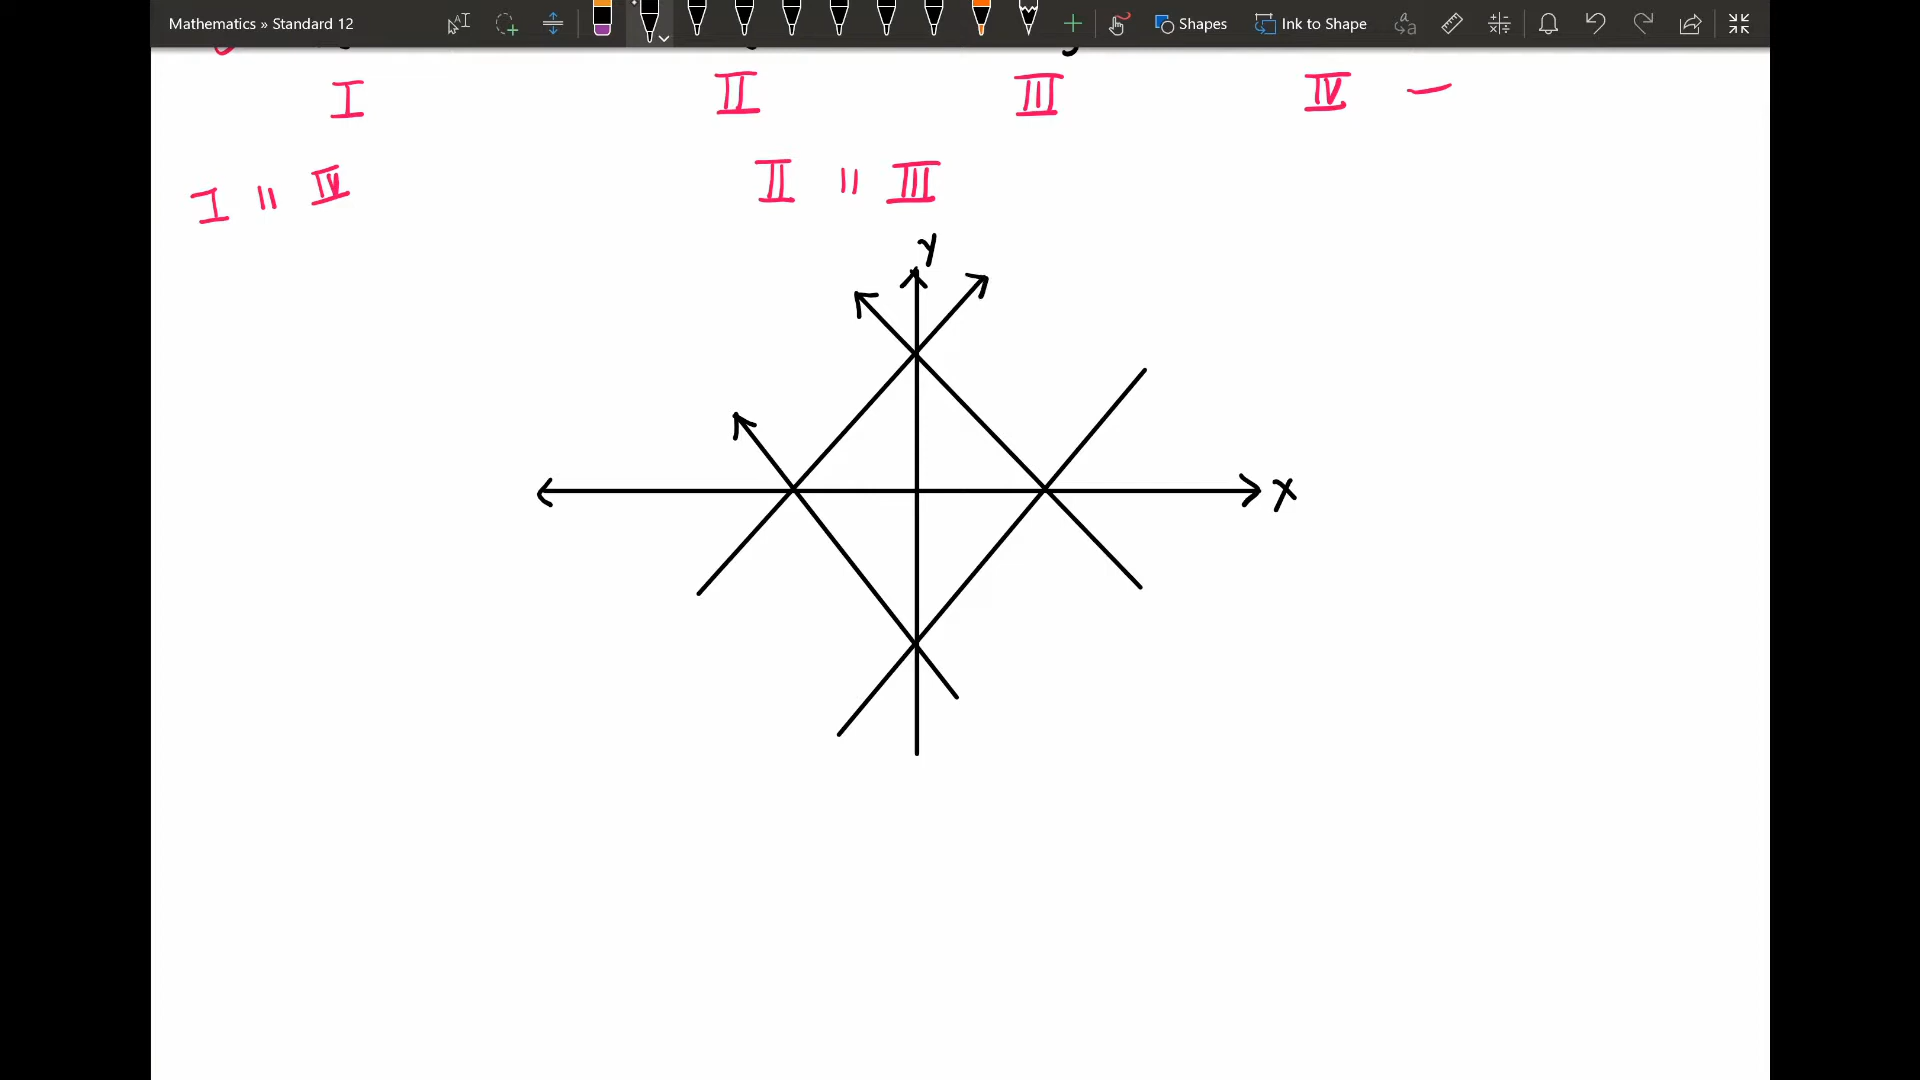 Mathematics » Standard 12
Shapes
Ink to Shape
I II III IV -
I || IV II || III
y
x